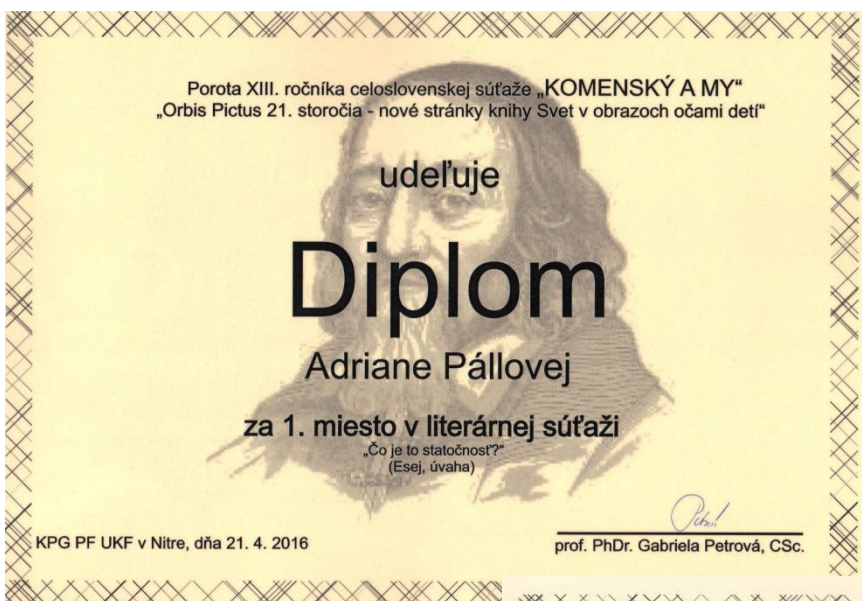 Porota XIII. ročníka celoslovenskej súťaže „KOMENSKÝ A MY“
„Orbis Pictus 21. storočia - nové stránky knihy Svet v obrazoch očami detí“
udeľuje
Diplom
Adriane Pállovej
za 1. miesto v literárnej súťaži
„Čo je to statočnosť?“
(Esej, úvaha)
KPG PF UKF v Nitre, dňa 21. 4. 2016
prof. PhDr. Gabriela Petrová, CSc.